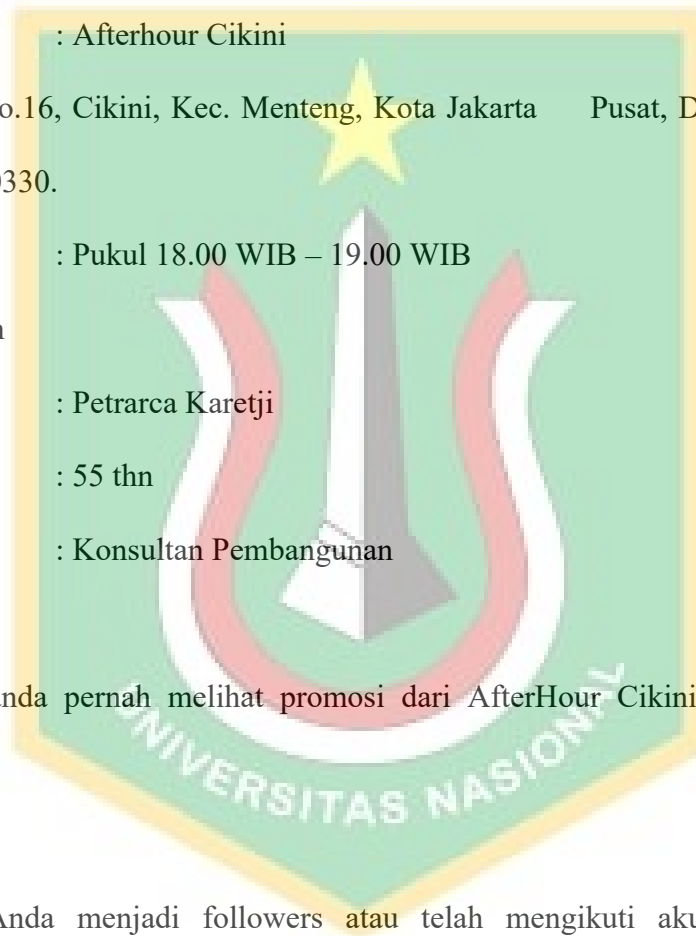 : Afterhour Cikini
o.16, Cikini, Kec. Menteng, Kota Jakarta Pusat, D
330.
: Pukul 18.00 WIB – 19.00 WIB
: Petrarca Karetji
: 55 thn
: Konsultan Pembangunan
anda pernah melihat promosi dari AfterHour Cikini
UNIVERSITAS NASIONAL
Anda menjadi followers atau telah mengikuti aku